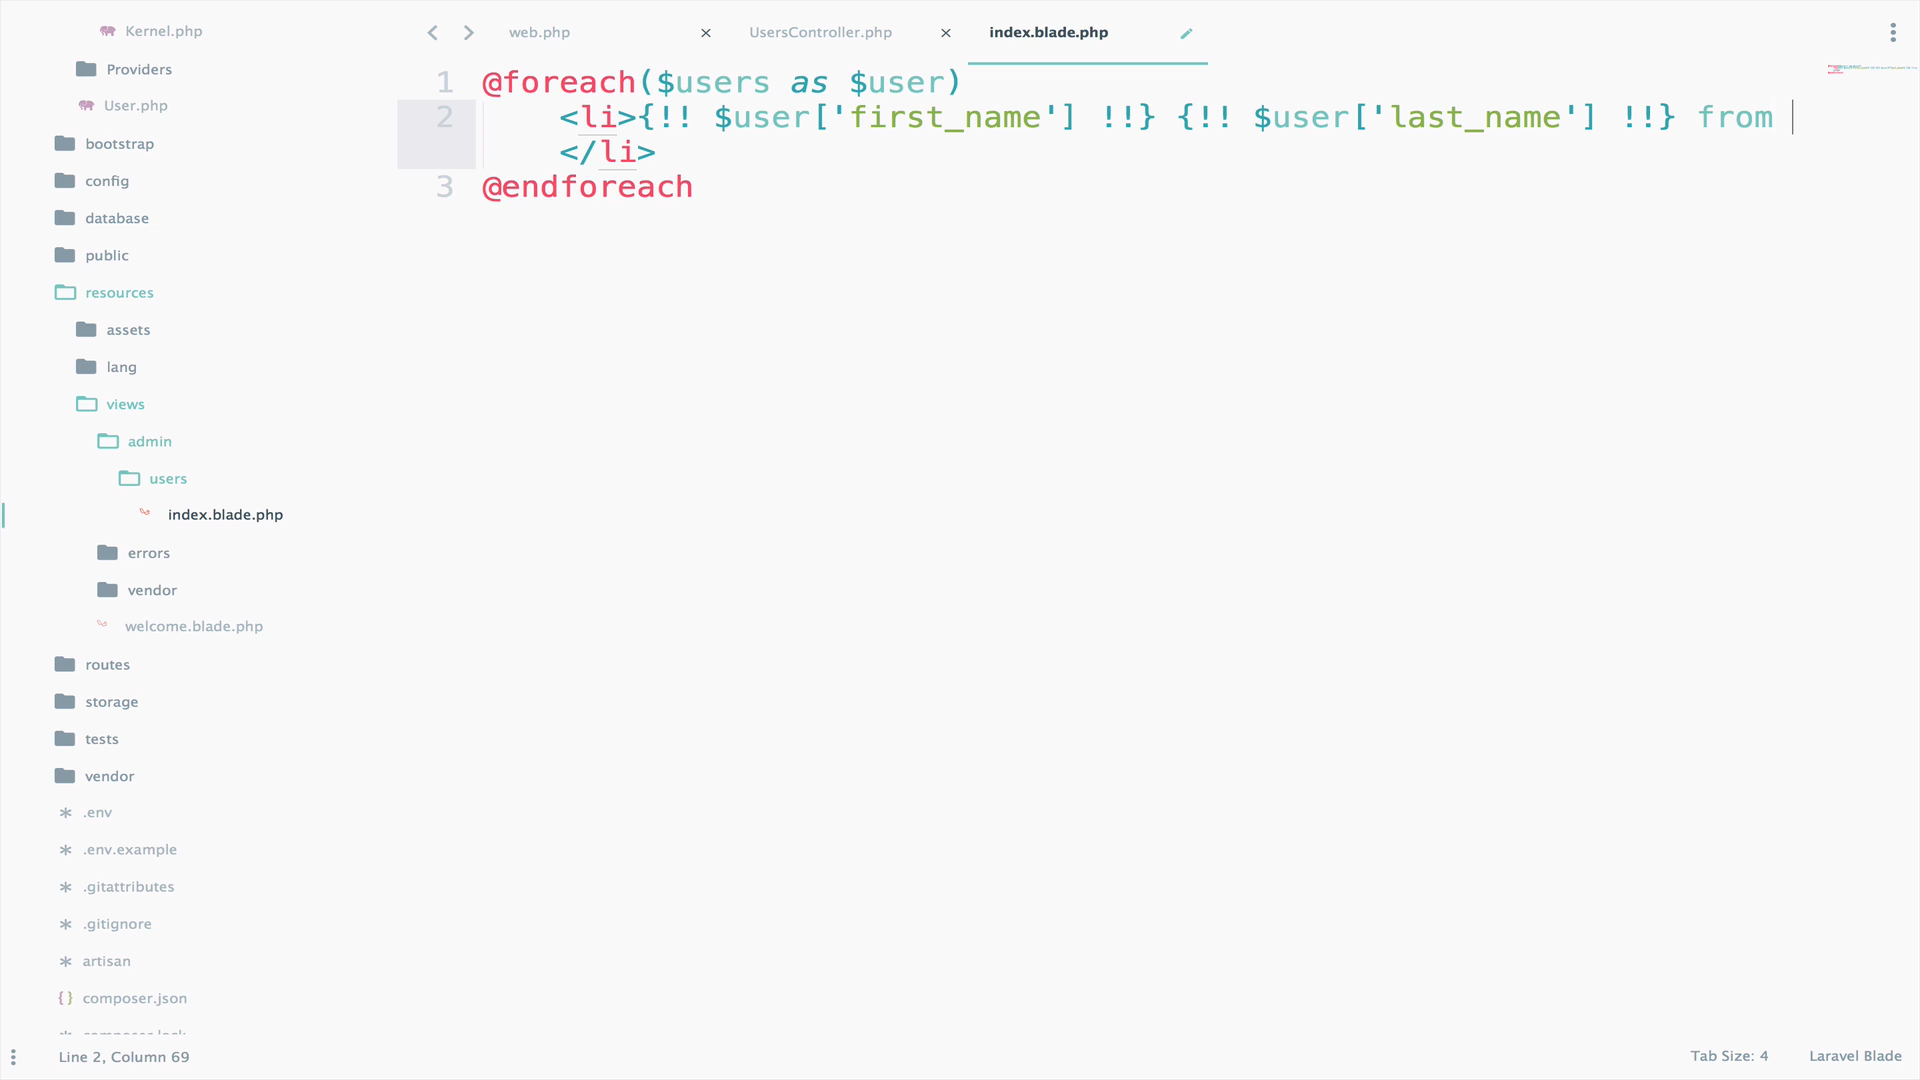 Kernel.php
Providers
User.php
bootstrap
config
database
public
resources
assets
lang
views
admin
users
index.blade.php
errors
vendor
welcome.blade.php
routes
storage
tests
vendor
.env
.env.example
.gitattributes
.gitignore
artisan
{} composer.json
composer.lock
web.php × UsersController.php × index.blade.php
1 @foreach($users as $user)
2 <li>{!! $user['first_name'] !!} {!! $user['last_name'] !!} from
</li>
3 @endforeach
Line 2, Column 69
Tab Size: 4 Laravel Blade